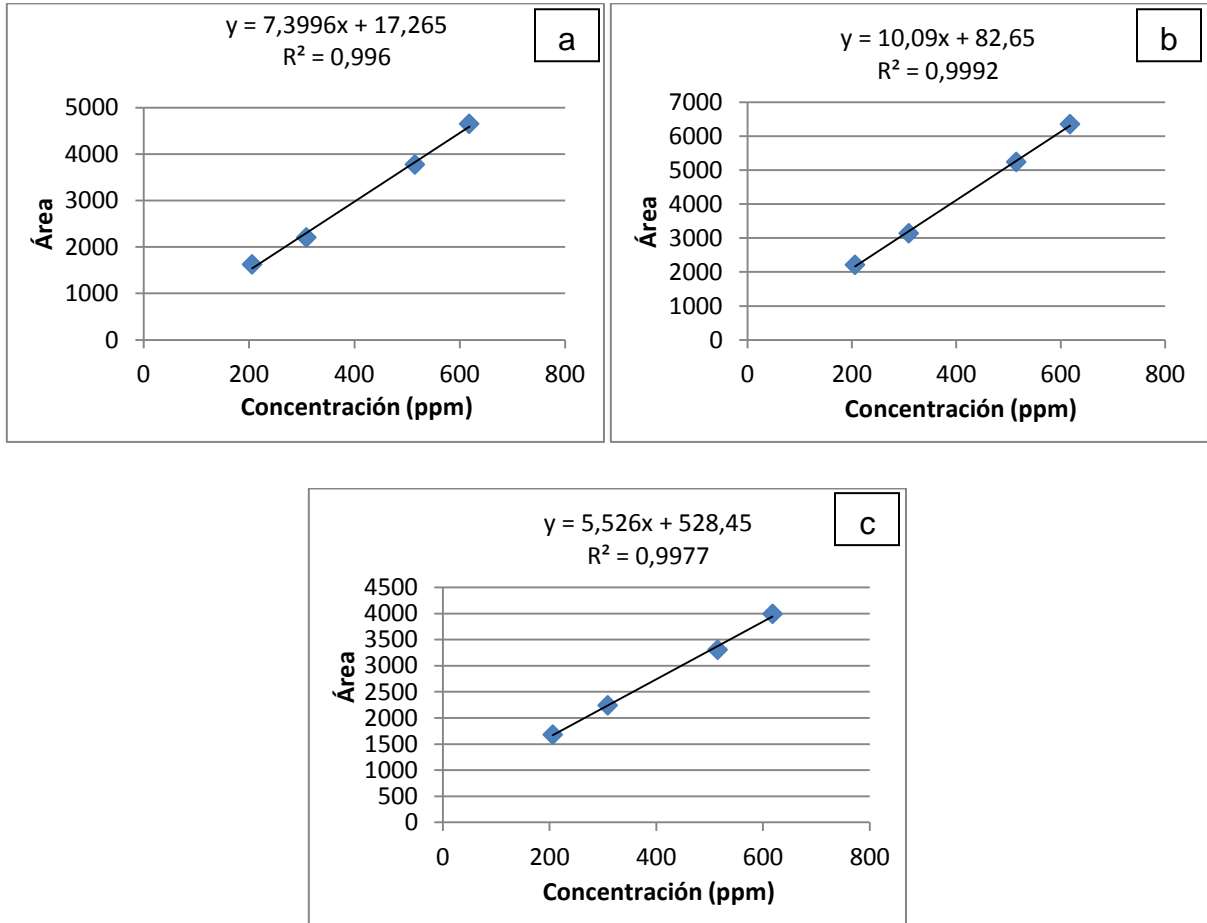 y = 7,3996x + 17,265
R² = 0,996
a
5000
4000
3000
2000
1000
0
Área
0 200 400 600 800
Concentración (ppm)
y = 10,09x + 82,65
R² = 0,9992
b
7000
6000
5000
4000
3000
2000
1000
0
Área
0 200 400 600 800
Concentración (ppm)
y = 5,526x + 528,45
R² = 0,9977
c
4500
4000
3500
3000
2500
2000
1500
1000
500
0
Área
0 200 400 600 800
Concentración (ppm)